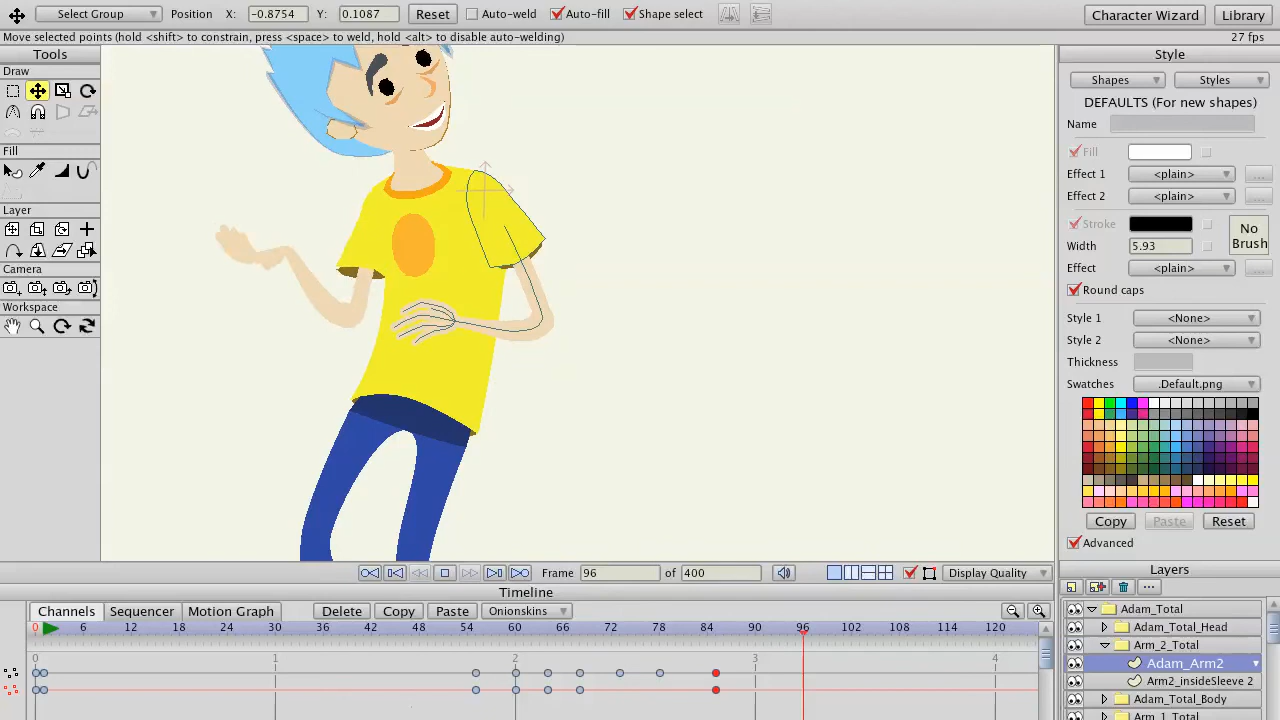 Select Group Position X: -0.8754 Y: 0.1087 Reset Auto-weld Auto-fill Shape select Character Wizard Library
Move selected points (hold <shift> to constrain, press <space> to weld, hold <alt> to disable auto-welding) 27 fps
Tools
Draw
Fill
Layer
Camera
Workspace
Style
Shapes Styles
DEFAULTS (For new shapes)
Name
Fill
Effect 1 <plain> ...
Effect 2 <plain> ...
Stroke
No
Brush
Width 5.93
Effect <plain> ...
Round caps
Style 1 <None>
Style 2 <None>
Thickness
Swatches .Default.png
Copy Paste Reset
Advanced
Frame 96 of 400 Display Quality
Timeline
Channels Sequencer Motion Graph Delete Copy Paste Onionskins
0 6 12 18 24 30 36 42 48 54 60 66 72 78 84 90 96 102 108 114 120
0 1 2 3 4
Layers
...
Adam_Total
Adam_Total_Head
Arm_2_Total
Adam_Arm2
Arm2_insideSleeve 2
Adam_Total_Body
Arm_1_Total